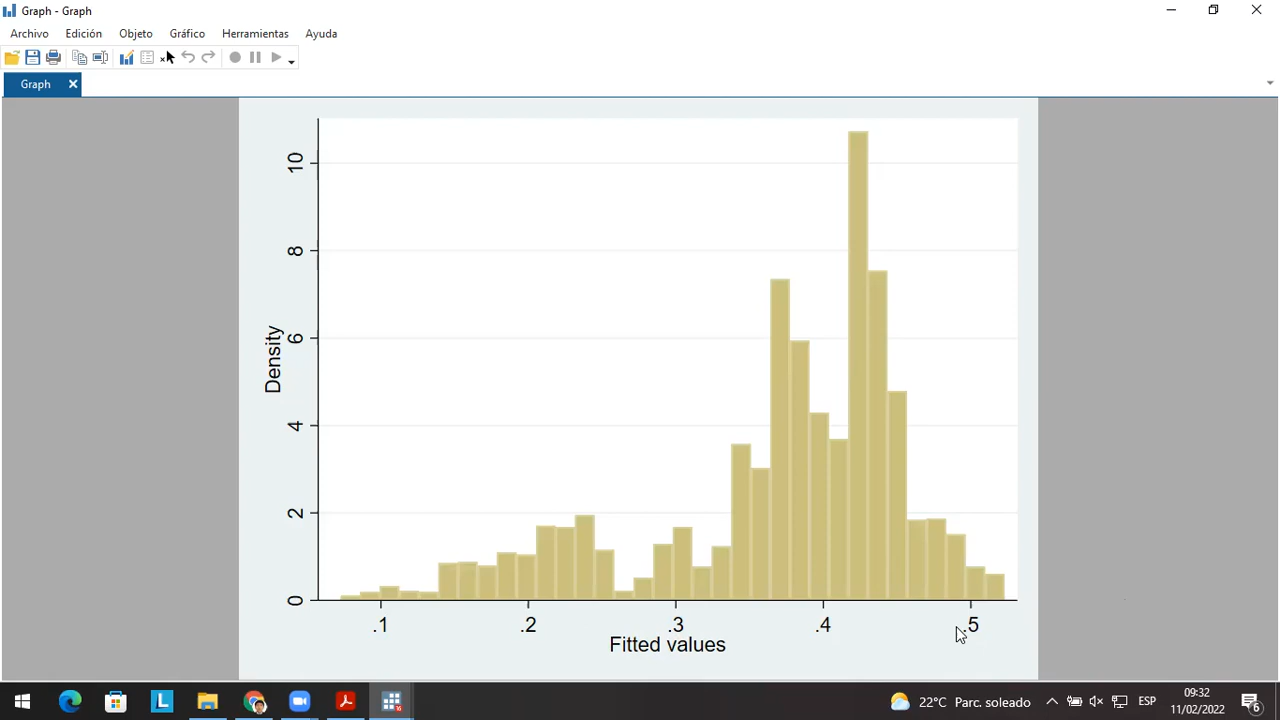 Graph - Graph
Archivo Edición Objeto Gráfico Herramientas Ayuda
Graph
10
8
6
4
2
0
Density
.1 .2 .3 .4 .5
Fitted values
22°C Parc. soleado ESP
09:32
11/02/2022
6